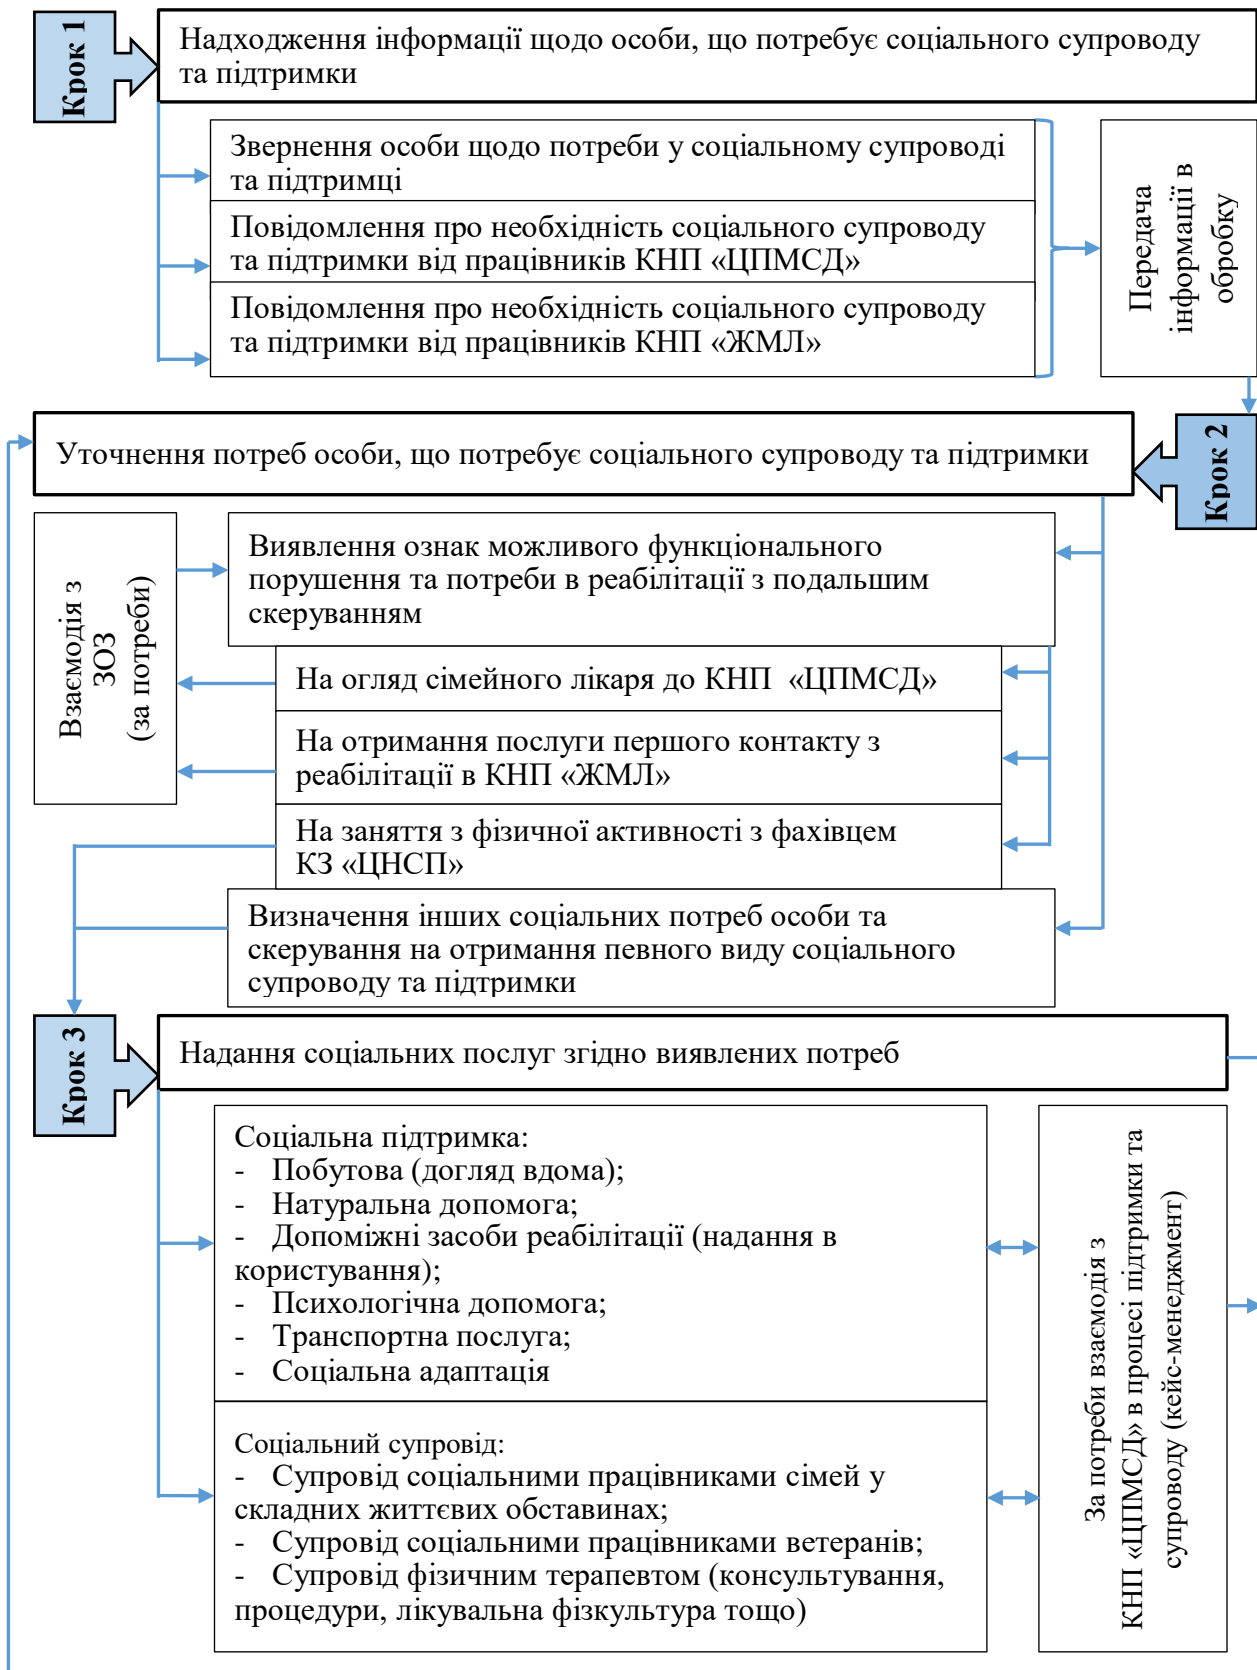 Крок 1
Надходження інформації щодо особи, що потребує соціального супроводу
та підтримки
Звернення особи щодо потреби у соціальному супроводі
та підтримці
Повідомлення про необхідність соціального супроводу
та підтримки від працівників КНП «ЦПМСД»
Повідомлення про необхідність соціального супроводу
та підтримки від працівників КНП «ЖМЛ»
Передача
інформації в
обробку
Крок 2
Уточнення потреб особи, що потребує соціального супроводу та підтримки
Взаємодія з
ЗОЗ
(за потреби)
Виявлення ознак можливого функціонального
порушення та потреби в реабілітації з подальшим
скеруванням
На огляд сімейного лікаря до КНП «ЦПМСД»
На отримання послуги першого контакту з
реабілітації в КНП «ЖМЛ»
На заняття з фізичної активності з фахівцем
КЗ «ЦНСП»
Визначення інших соціальних потреб особи та
скерування на отримання певного виду соціального
супроводу та підтримки
Крок 3
Надання соціальних послуг згідно виявлених потреб
Соціальна підтримка:
- Побутова (догляд вдома);
- Натуральна допомога;
- Допоміжні засоби реабілітації (надання в
користування);
- Психологічна допомога;
- Транспортна послуга;
- Соціальна адаптація
Соціальний супровід:
- Супровід соціальними працівниками сімей у
складних життєвих обставинах;
- Супровід соціальними працівниками ветеранів;
- Супровід фізичним терапевтом (консультування,
процедури, лікувальна фізкультура тощо)
За потреби взаємодія з
КНП «ЦПМСД» в процесі підтримки та
супроводу (кейс-менеджмент)